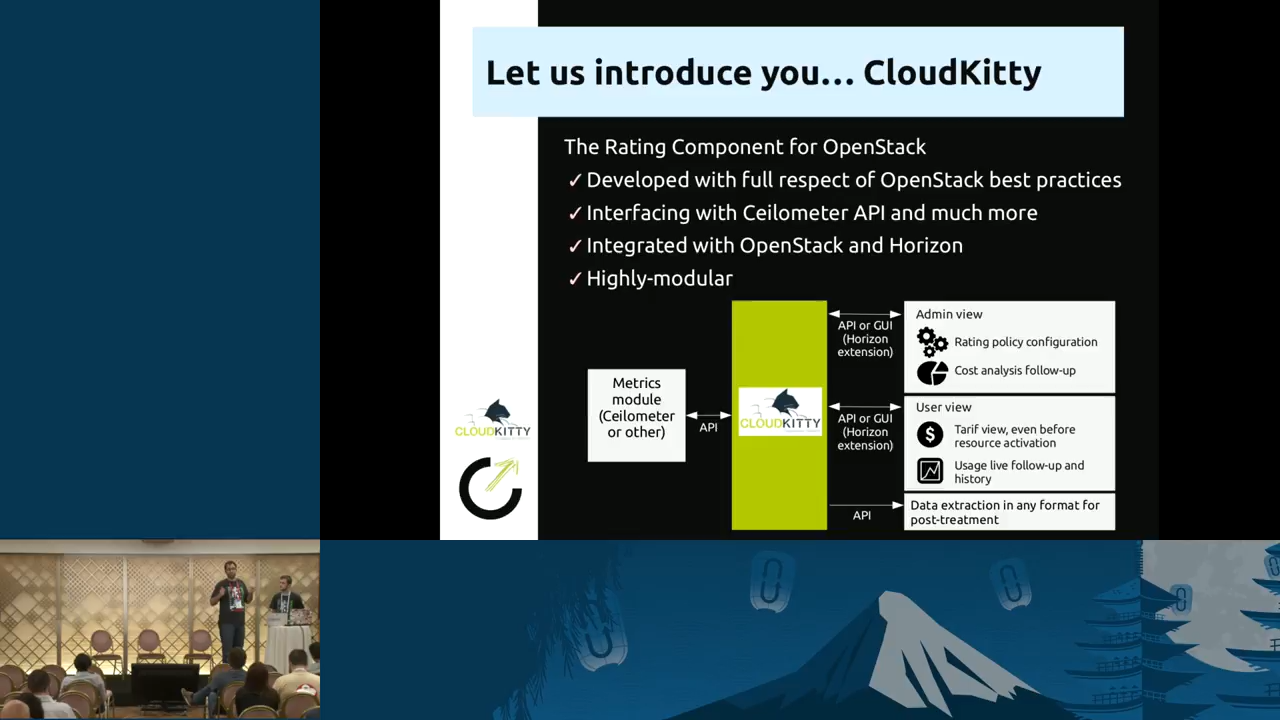 Let us introduce you... CloudKitty
The Rating Component for OpenStack
✓ Developed with full respect of OpenStack best practices
✓ Interfacing with Ceilometer API and much more
✓ Integrated with OpenStack and Horizon
✓ Highly-modular
Metrics
module
(Ceilometer
or other)
API
CLOUDKITTY
API or GUI
(Horizon
extension)
Admin view
Rating policy configuration
Cost analysis follow-up
API or GUI
(Horizon
extension)
User view
Tarif view, even before
resource activation
Usage live follow-up and
history
API
Data extraction in any format for
post-treatment
CLOUDKITTY